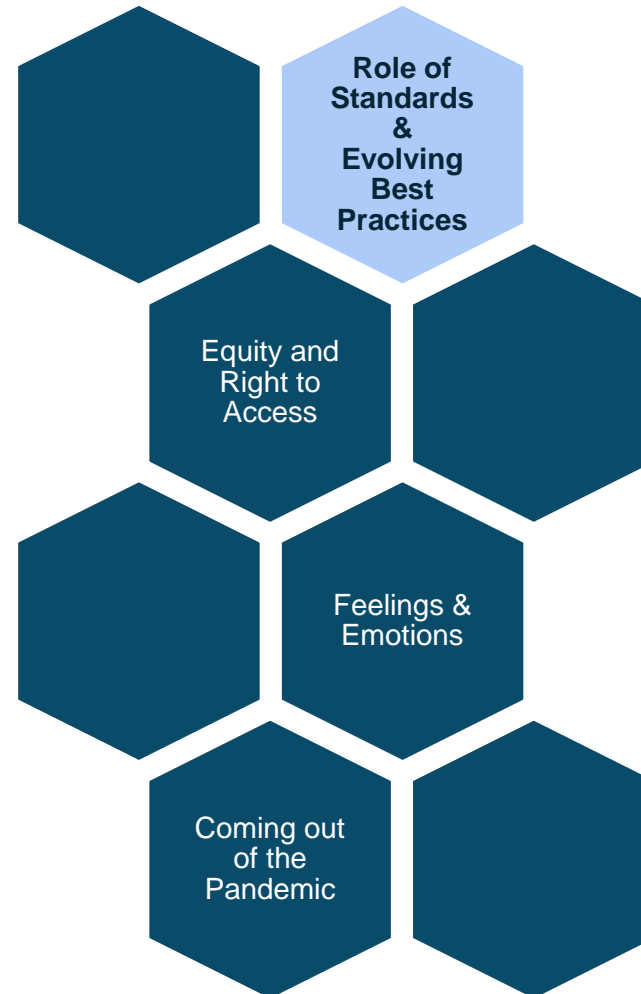 Role of
Standards
&
Evolving
Best
Practices
Equity and
Right to
Access
Feelings &
Emotions
Coming out
of the
Pandemic